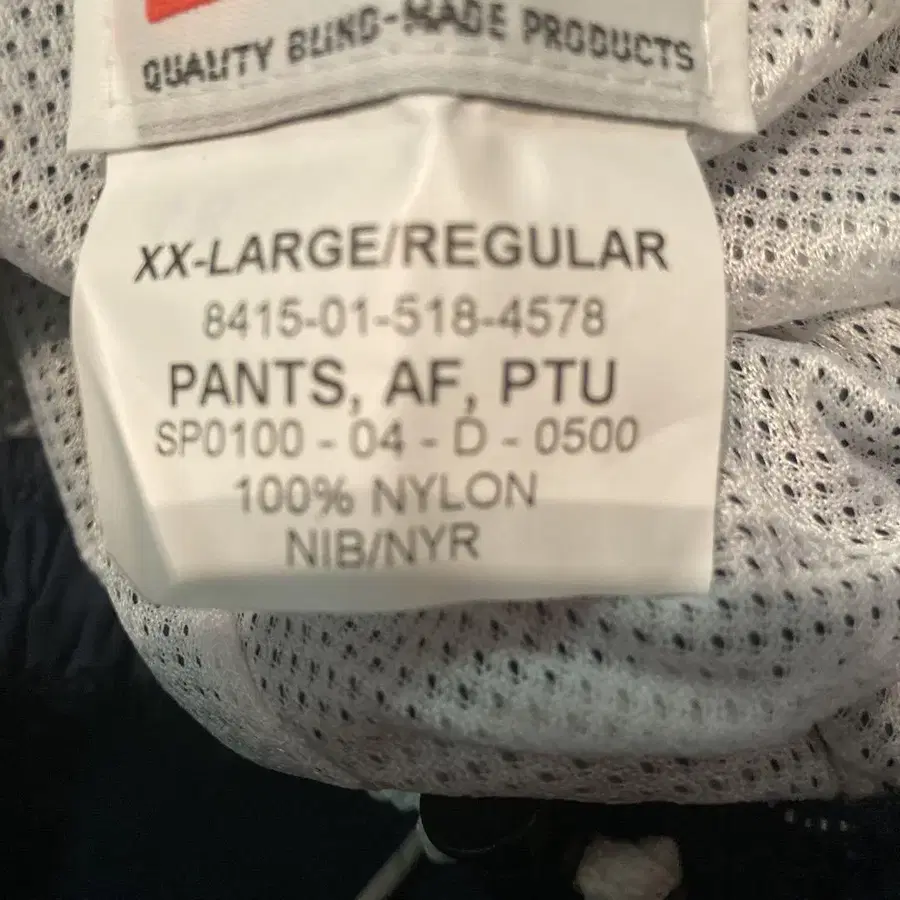 QUALITY BLIND-MADE PRODUCTS
XX-LARGE/REGULAR
8415-01-518-4578
PANTS, AF, PTU
SP0100 - 04 - D - 0500
100% NYLON
NIB/NYR